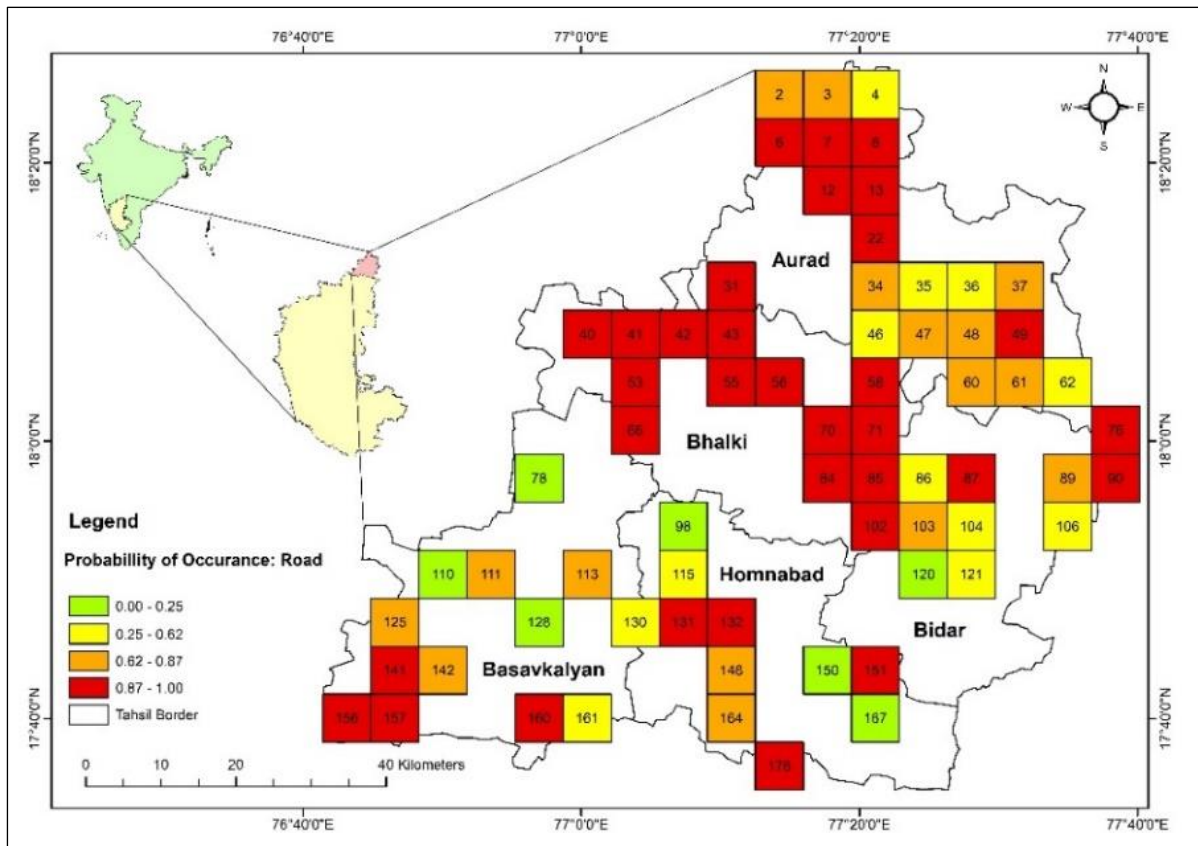 76°40'0"E 77°0'0"E 77°20'0"E 77°40'0"E
N
W E
S
18°20'0"N 18°20'0"N
18°0'0"N 18°0'0"N
17°40'0"N 17°40'0"N
2 3 4
6 7 8
12 13
22
Aurad
31 34 35 36 37
40 41 42 43 46 47 48 49
53 55 56 58 60 61 62
66 Bhalki 70 71 76
78 84 85 86 87 89 90
98 102 103 104 106
110 111 113 115 Homnabad 120 121
125 128 130 131 132 Bidar
141 142 Basavkalyan 148 150 151
156 157 160 161 164 167
178
Legend
Probabillity of Occurance: Road
0.00 - 0.25
0.25 - 0.62
0.62 - 0.87
0.87 - 1.00
Tahsil Border
0 10 20 40 Kilometers
76°40'0"E 77°0'0"E 77°20'0"E 77°40'0"E